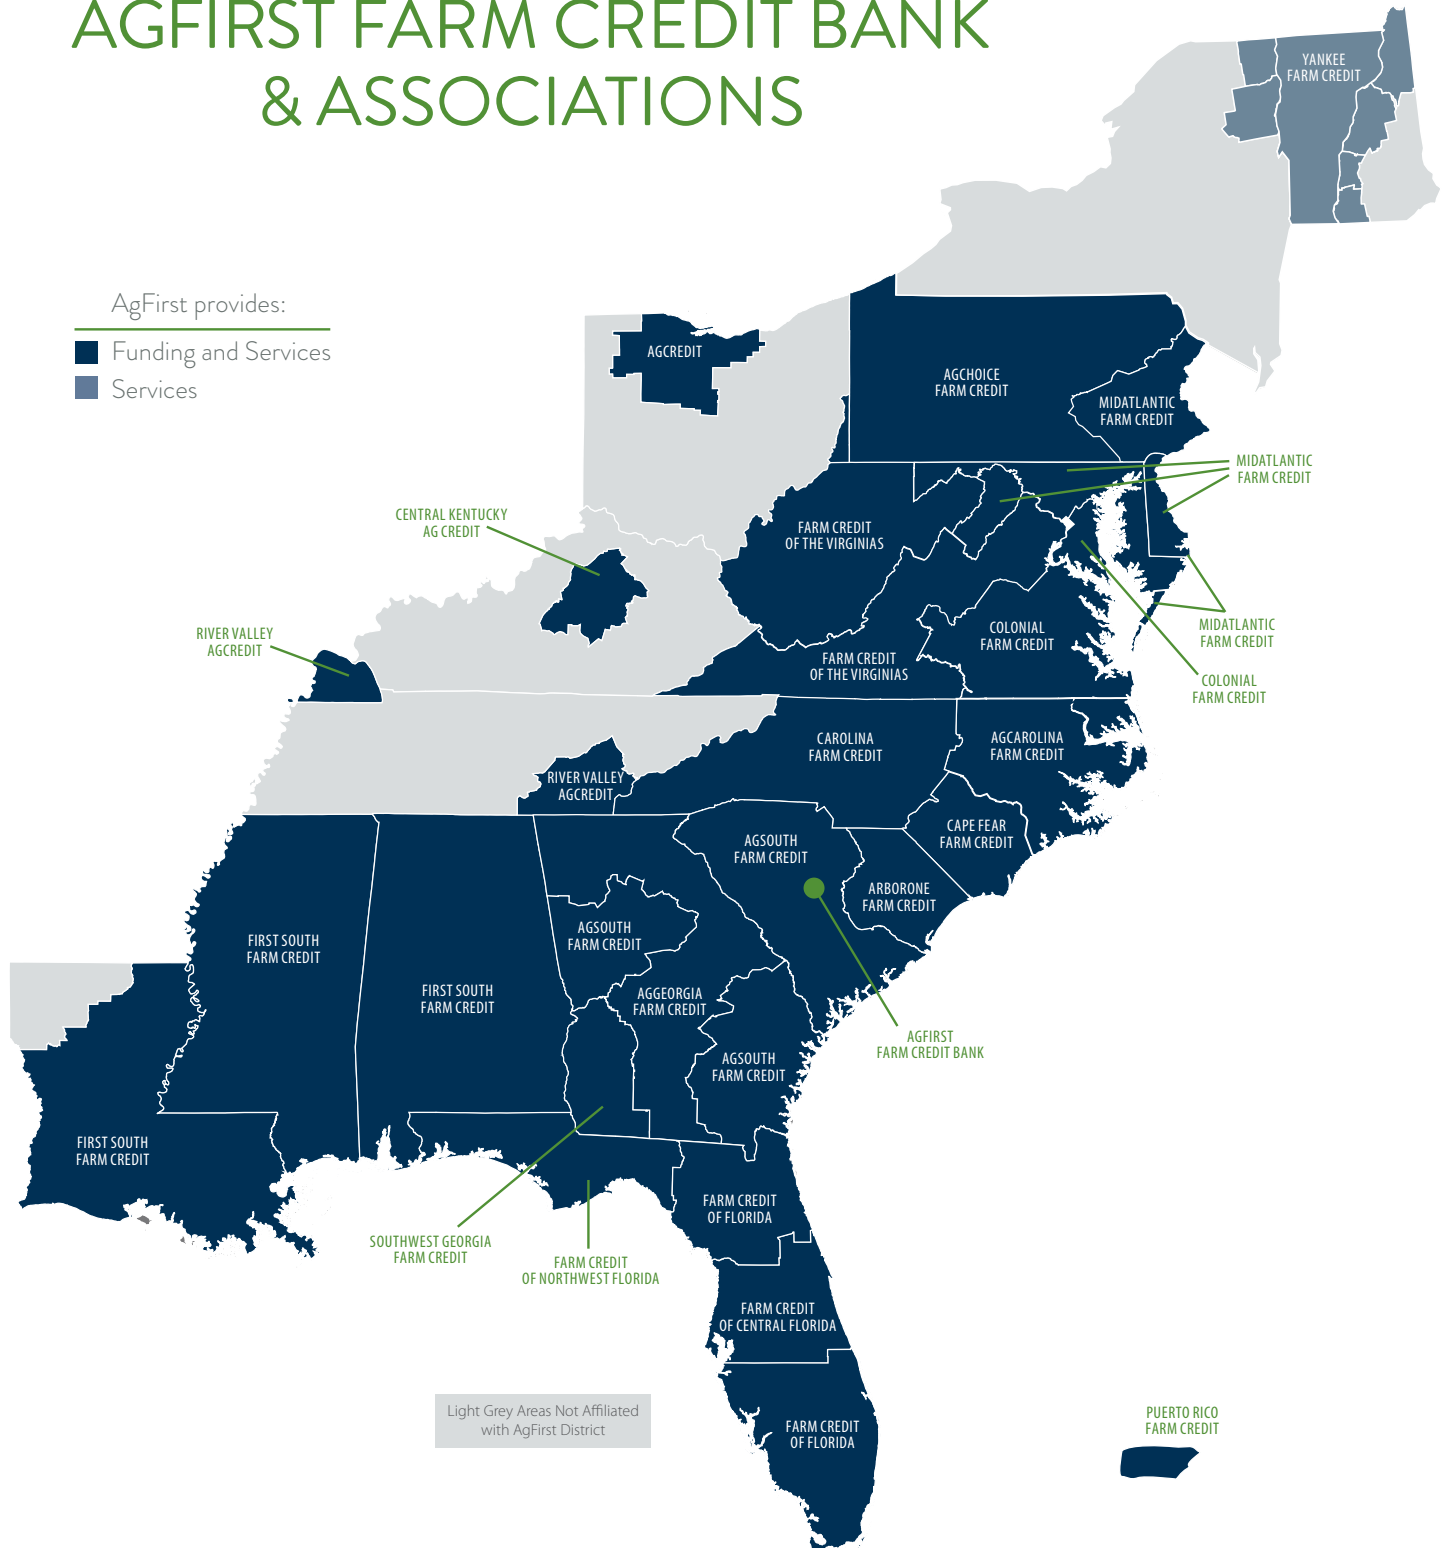 AGFIRST FARM CREDIT BANK
& ASSOCIATIONS
YANKEE
FARM CREDIT
AgFirst provides:
Funding and Services
Services
AGCREDIT
AGCHOICE
FARM CREDIT
MIDATLANTIC
FARM CREDIT
MIDATLANTIC
FARM CREDIT
CENTRAL KENTUCKY
AG CREDIT
FARM CREDIT
OF THE VIRGINIAS
RIVER VALLEY
AGCREDIT
COLONIAL
FARM CREDIT
MIDATLANTIC
FARM CREDIT
FARM CREDIT
OF THE VIRGINIAS
COLONIAL
FARM CREDIT
CAROLINA
FARM CREDIT
AGCAROLINA
FARM CREDIT
RIVER VALLEY
AGCREDIT
CAPE FEAR
FARM CREDIT
AGSOUTH
FARM CREDIT
ARBORONE
FARM CREDIT
AGSOUTH
FARM CREDIT
FIRST SOUTH
FARM CREDIT
FIRST SOUTH
FARM CREDIT
AGGEORGIA
FARM CREDIT
AGFIRST
FARM CREDIT BANK
AGSOUTH
FARM CREDIT
FIRST SOUTH
FARM CREDIT
FARM CREDIT
OF FLORIDA
SOUTHWEST GEORGIA
FARM CREDIT
FARM CREDIT
OF NORTHWEST FLORIDA
FARM CREDIT
OF CENTRAL FLORIDA
Light Grey Areas Not Affiliated
with AgFirst District
FARM CREDIT
OF FLORIDA
PUERTO RICO
FARM CREDIT